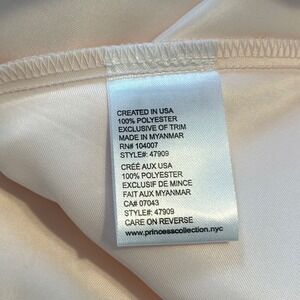 CREATED IN USA
100% POLYESTER
EXCLUSIVE OF TRIM
MADE IN MYANMAR
RN# 104007
STYLE#: 47909
CRÉÉ AUX USA
100% POLYESTER
EXCLUSIF DE MINCE
FAIT AUX MYANMAR
CA# 07043
STYLE#: 47909
CARE ON REVERSE
www.princesscollection.nyc